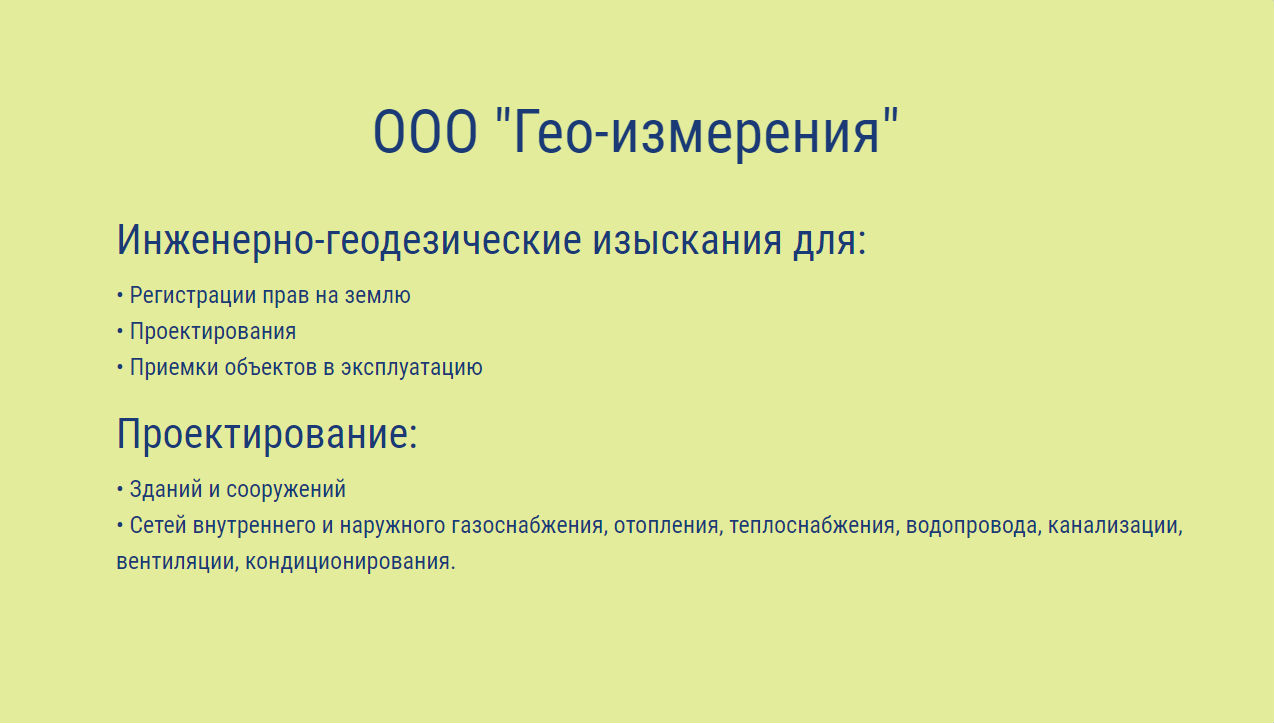 ООО "Гео-измерения"
Инженерно-геодезические изыскания для:
• Регистрации прав на землю
• Проектирования
• Приемки объектов в эксплуатацию
Проектирование:
• Зданий и сооружений
• Сетей внутреннего и наружного газоснабжения, отопления, теплоснабжения, водопровода, канализации,
вентиляции, кондиционирования.